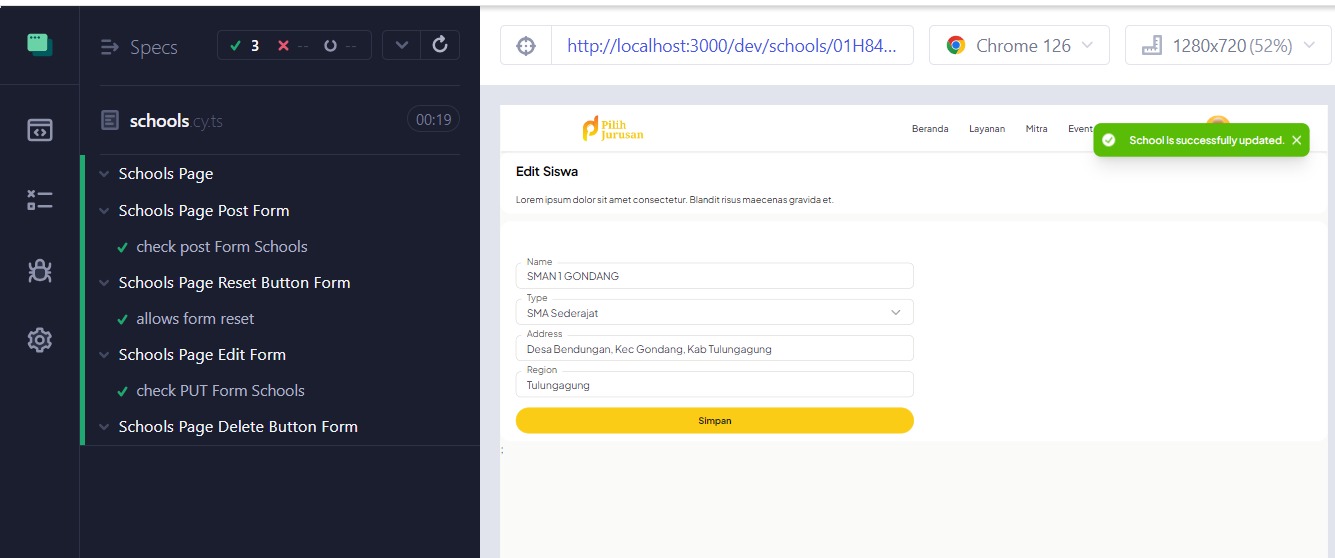 Specs
3
--
--
http://localhost:3000/dev/schools/01H84...
Chrome 126
1280x720 (52%)
schools.cy.ts
00:19
Schools Page
Schools Page Post Form
check post Form Schools
Schools Page Reset Button Form
allows form reset
Schools Page Edit Form
check PUT Form Schools
Schools Page Delete Button Form
Pilih
Jurusan
Beranda
Layanan
Mitra
Event
School is successfully updated.
Edit Siswa
Lorem ipsum dolor sit amet consectetur. Blandit risus maecenas gravida et.
Name
SMAN 1 GONDANG
Type
SMA Sederajat
Address
Desa Bendungan, Kec Gondang, Kab Tulungagung
Region
Tulungagung
Simpan
;